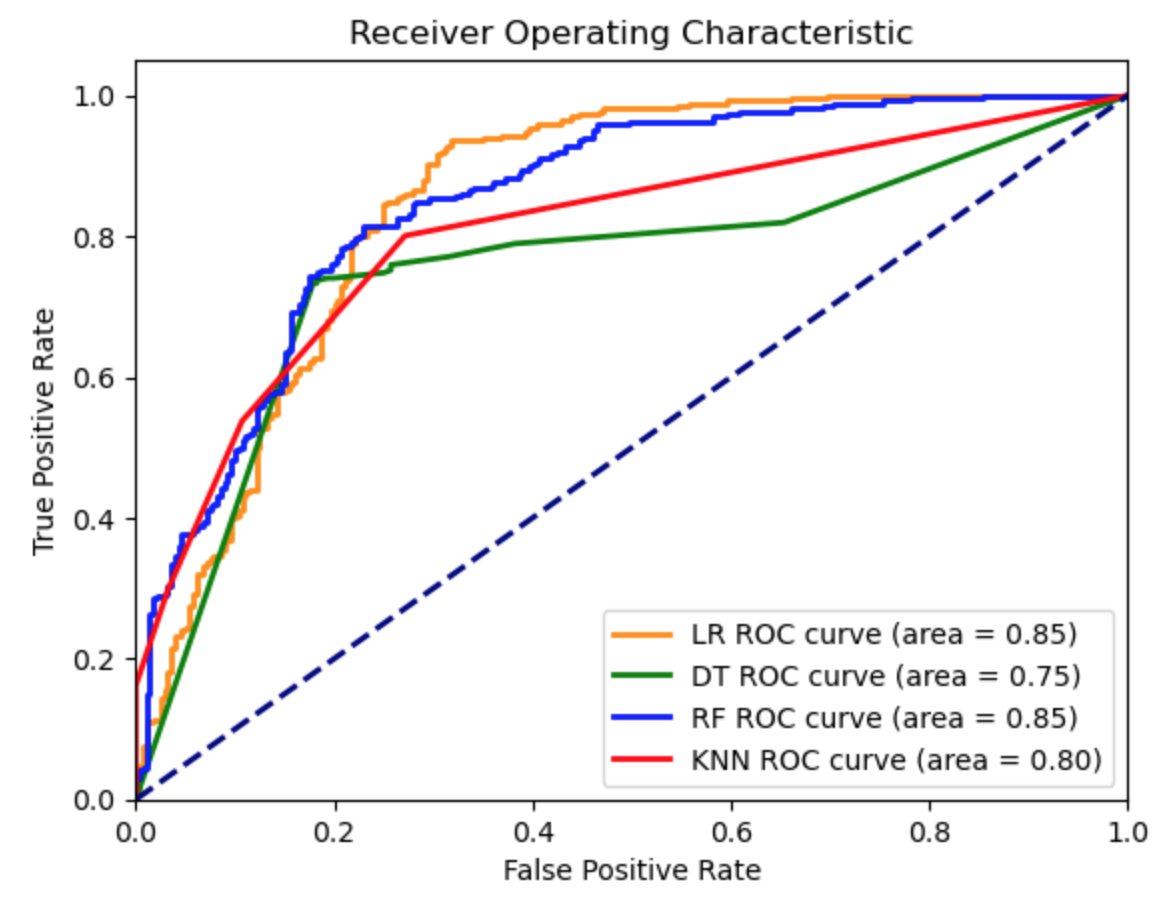 Receiver Operating Characteristic
1.0
0.8
0.6
0.4
0.2
0.0
True Positive Rate
LR ROC curve (area = 0.85)
DT ROC curve (area = 0.75)
RF ROC curve (area = 0.85)
KNN ROC curve (area = 0.80)
0.0 0.2 0.4 0.6 0.8 1.0
False Positive Rate